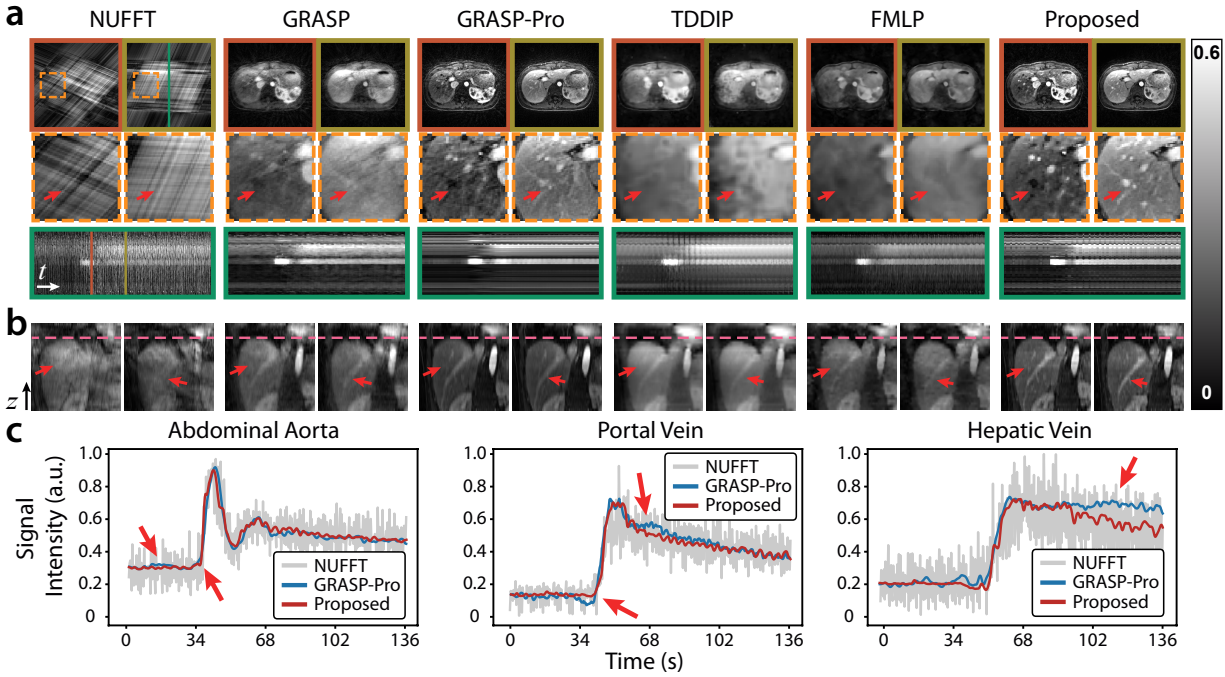 a
NUFFT GRASP GRASP-Pro TDDIP FMLP Proposed
0.6
t
b
z
0
c
Abdominal Aorta Portal Vein Hepatic Vein
Signal Intensity (a.u.)
1.0 1.0 1.0
0.8 0.8 0.8
0.6 0.6 0.6
0.4 0.4 0.4
0.2 0.2 0.2
0 0 0
NUFFT
GRASP-Pro
Proposed
NUFFT
GRASP-Pro
Proposed
NUFFT
GRASP-Pro
Proposed
0 34 68 102 136 0 34 68 102 136 0 34 68 102 136
Time (s)